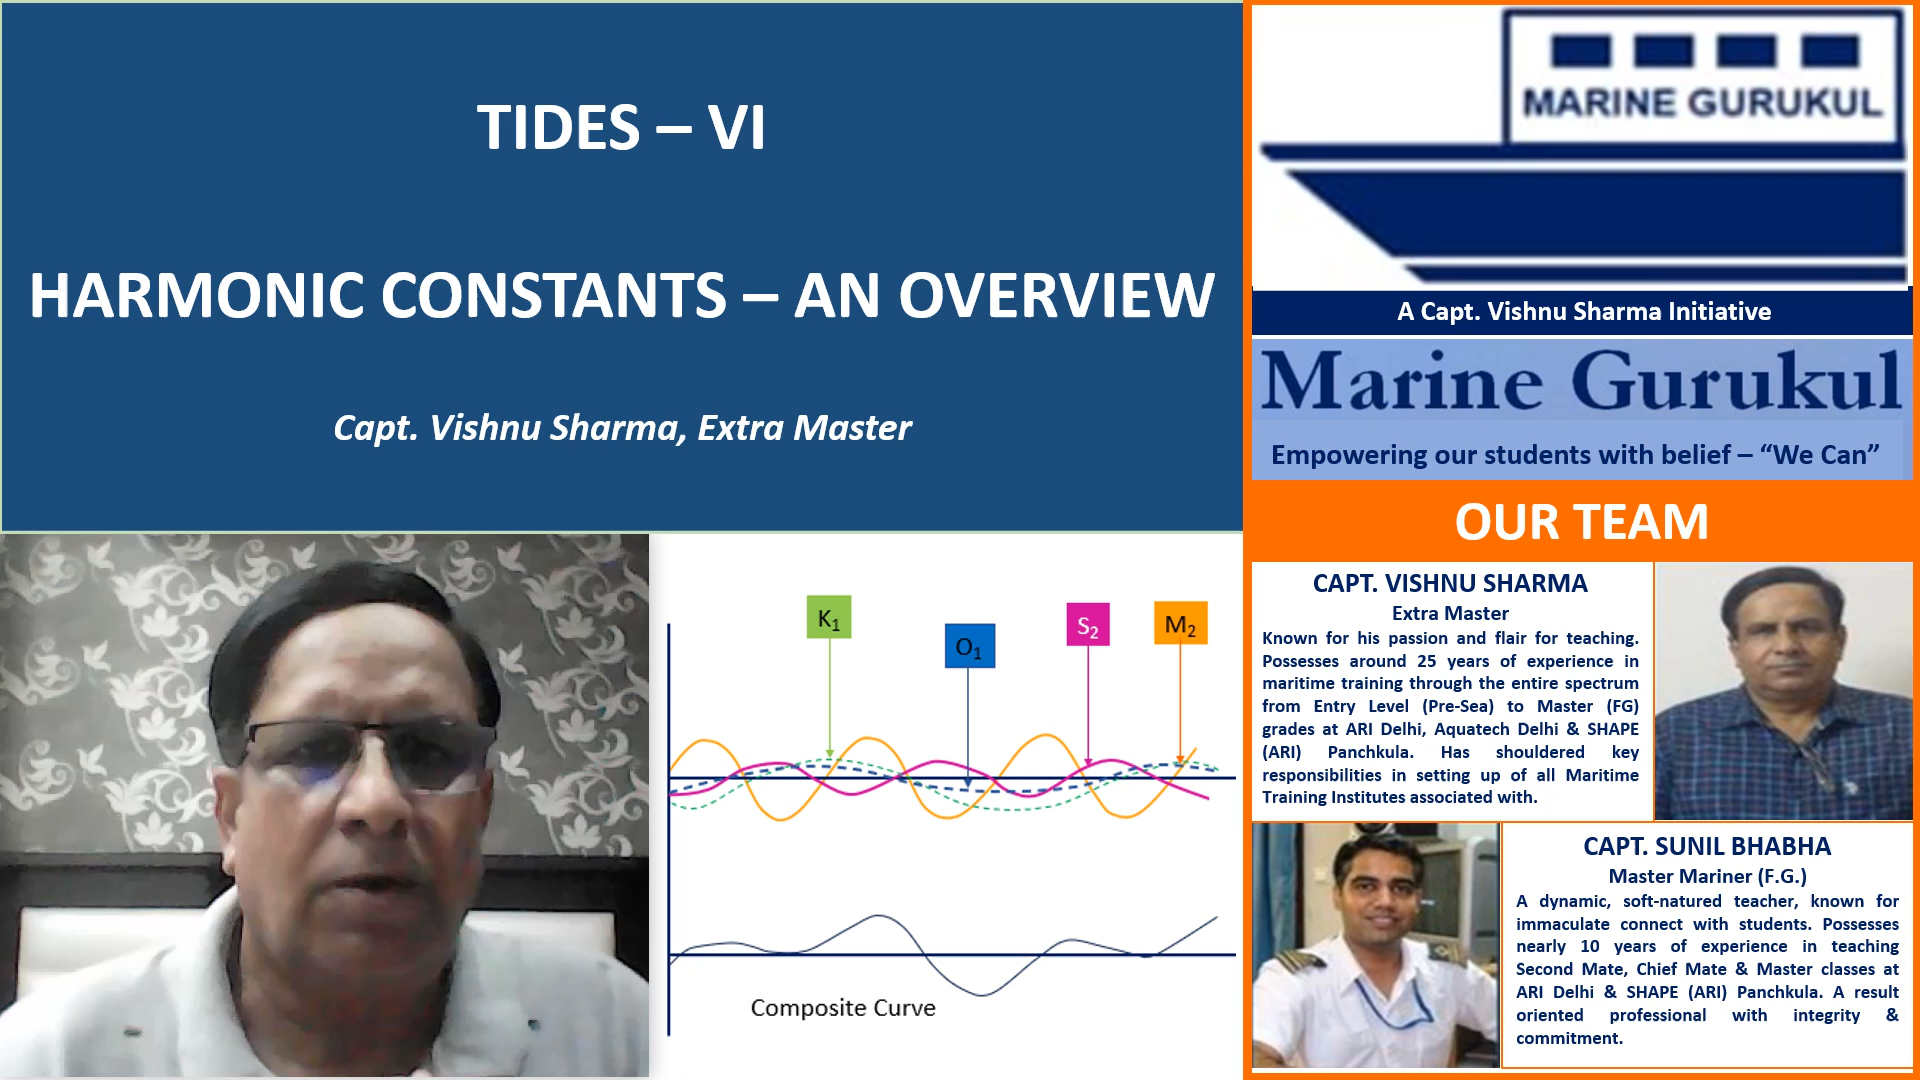 TIDES – VI
HARMONIC CONSTANTS – AN OVERVIEW
Capt. Vishnu Sharma, Extra Master
K1
O1
S2
M2
Composite Curve
MARINE GURUKUL
A Capt. Vishnu Sharma Initiative
Marine Gurukul
Empowering our students with belief – “We Can”
OUR TEAM
CAPT. VISHNU SHARMA
Extra Master
Known for his passion and flair for teaching.
Possesses around 25 years of experience in
maritime training through the entire spectrum
from Entry Level (Pre-Sea) to Master (FG)
grades at ARI Delhi, Aquatech Delhi & SHAPE
(ARI) Panchkula. Has shouldered key
responsibilities in setting up of all Maritime
Training Institutes associated with.
CAPT. SUNIL BHABHA
Master Mariner (F.G.)
A dynamic, soft-natured teacher, known for
immaculate connect with students. Possesses
nearly 10 years of experience in teaching
Second Mate, Chief Mate & Master classes at
ARI Delhi & SHAPE (ARI) Panchkula. A result
oriented professional with integrity &
commitment.